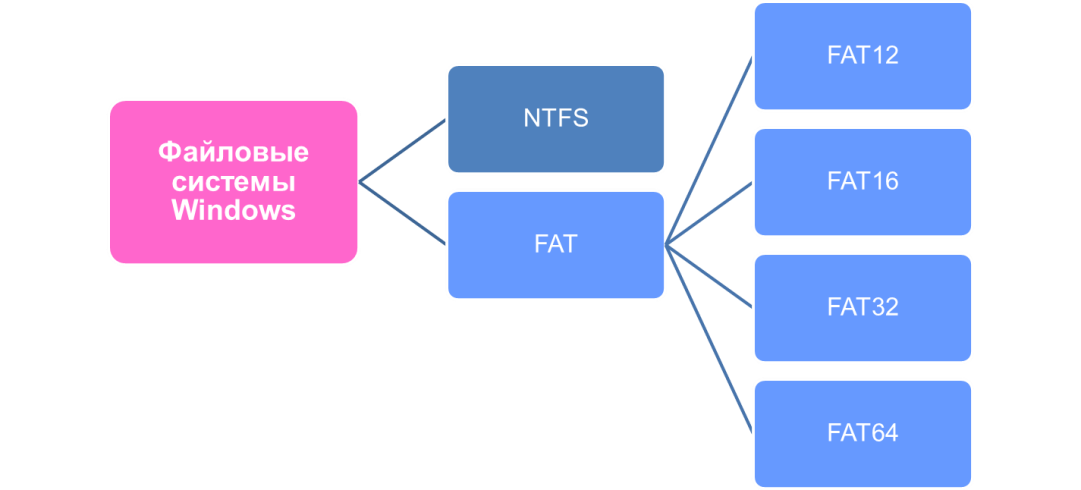 Файловые
системы
Windows
NTFS
FAT
FAT12
FAT16
FAT32
FAT64